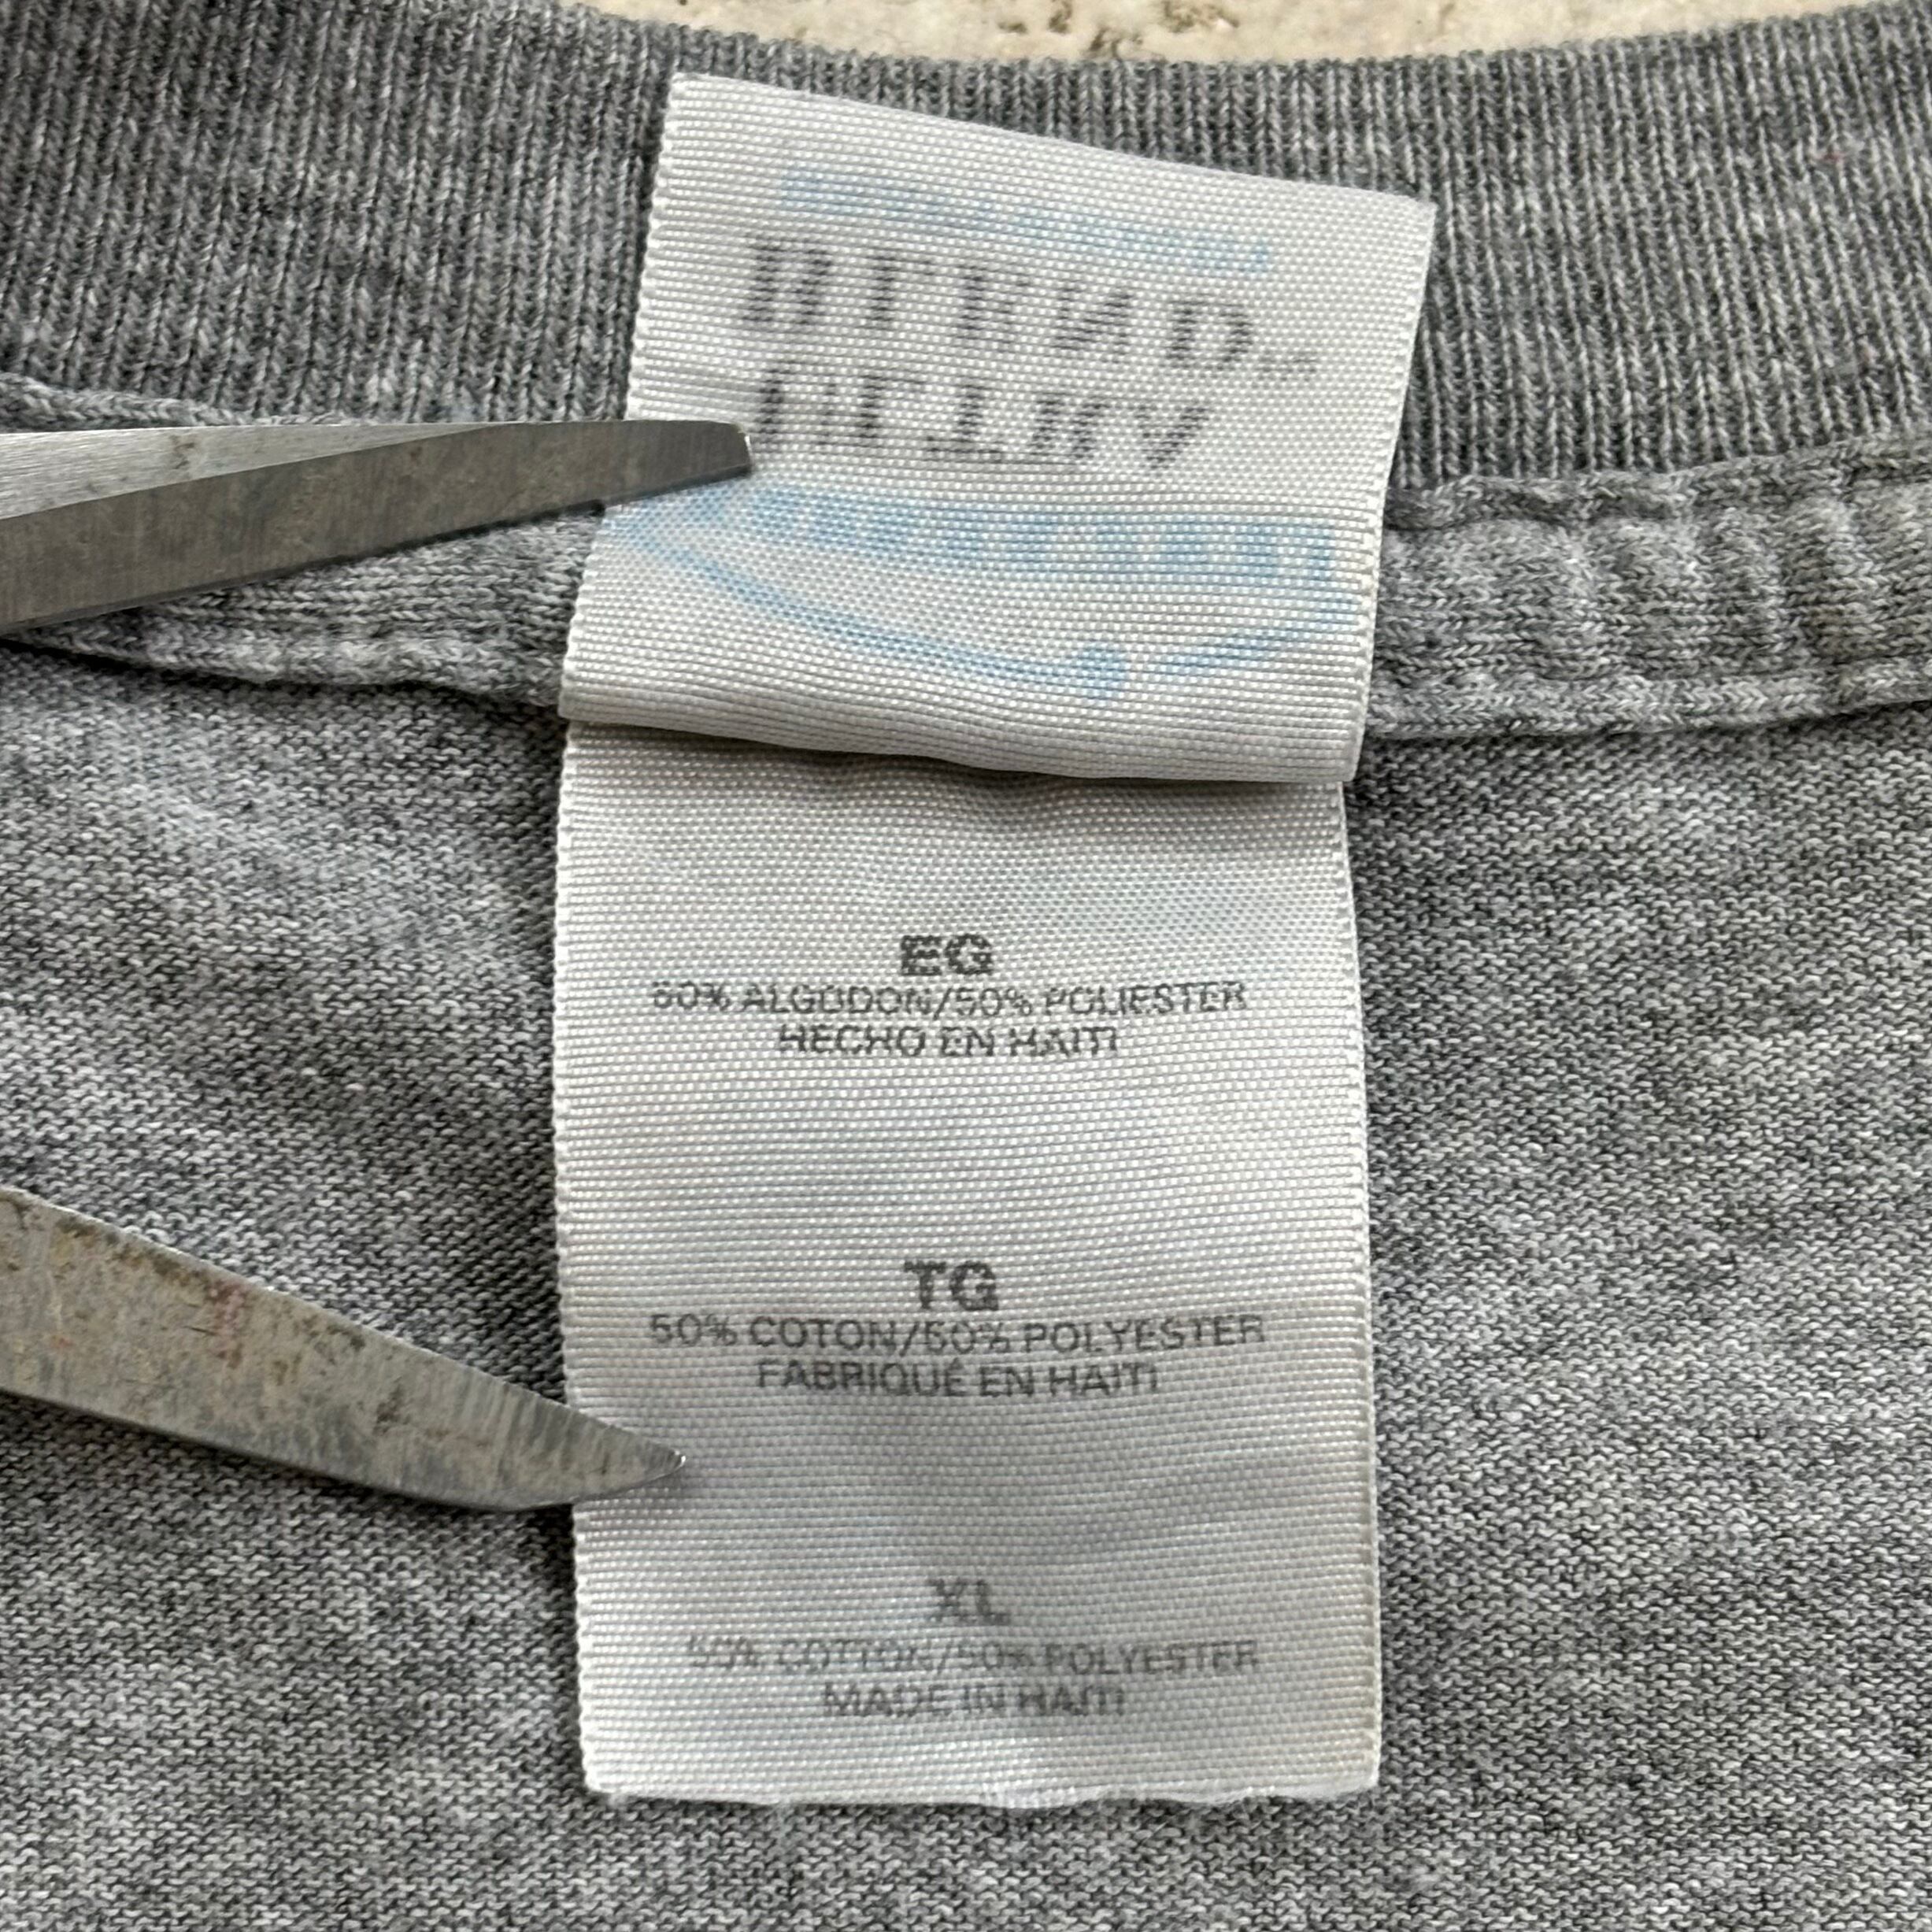 EG
50% ALGODON/50% POLIESTER
HECHO EN HAITI
TG
50% COTON/50% POLYESTER
FABRIQUÉ EN HAITI
XL
50% COTTON/50% POLYESTER
MADE IN HAITI